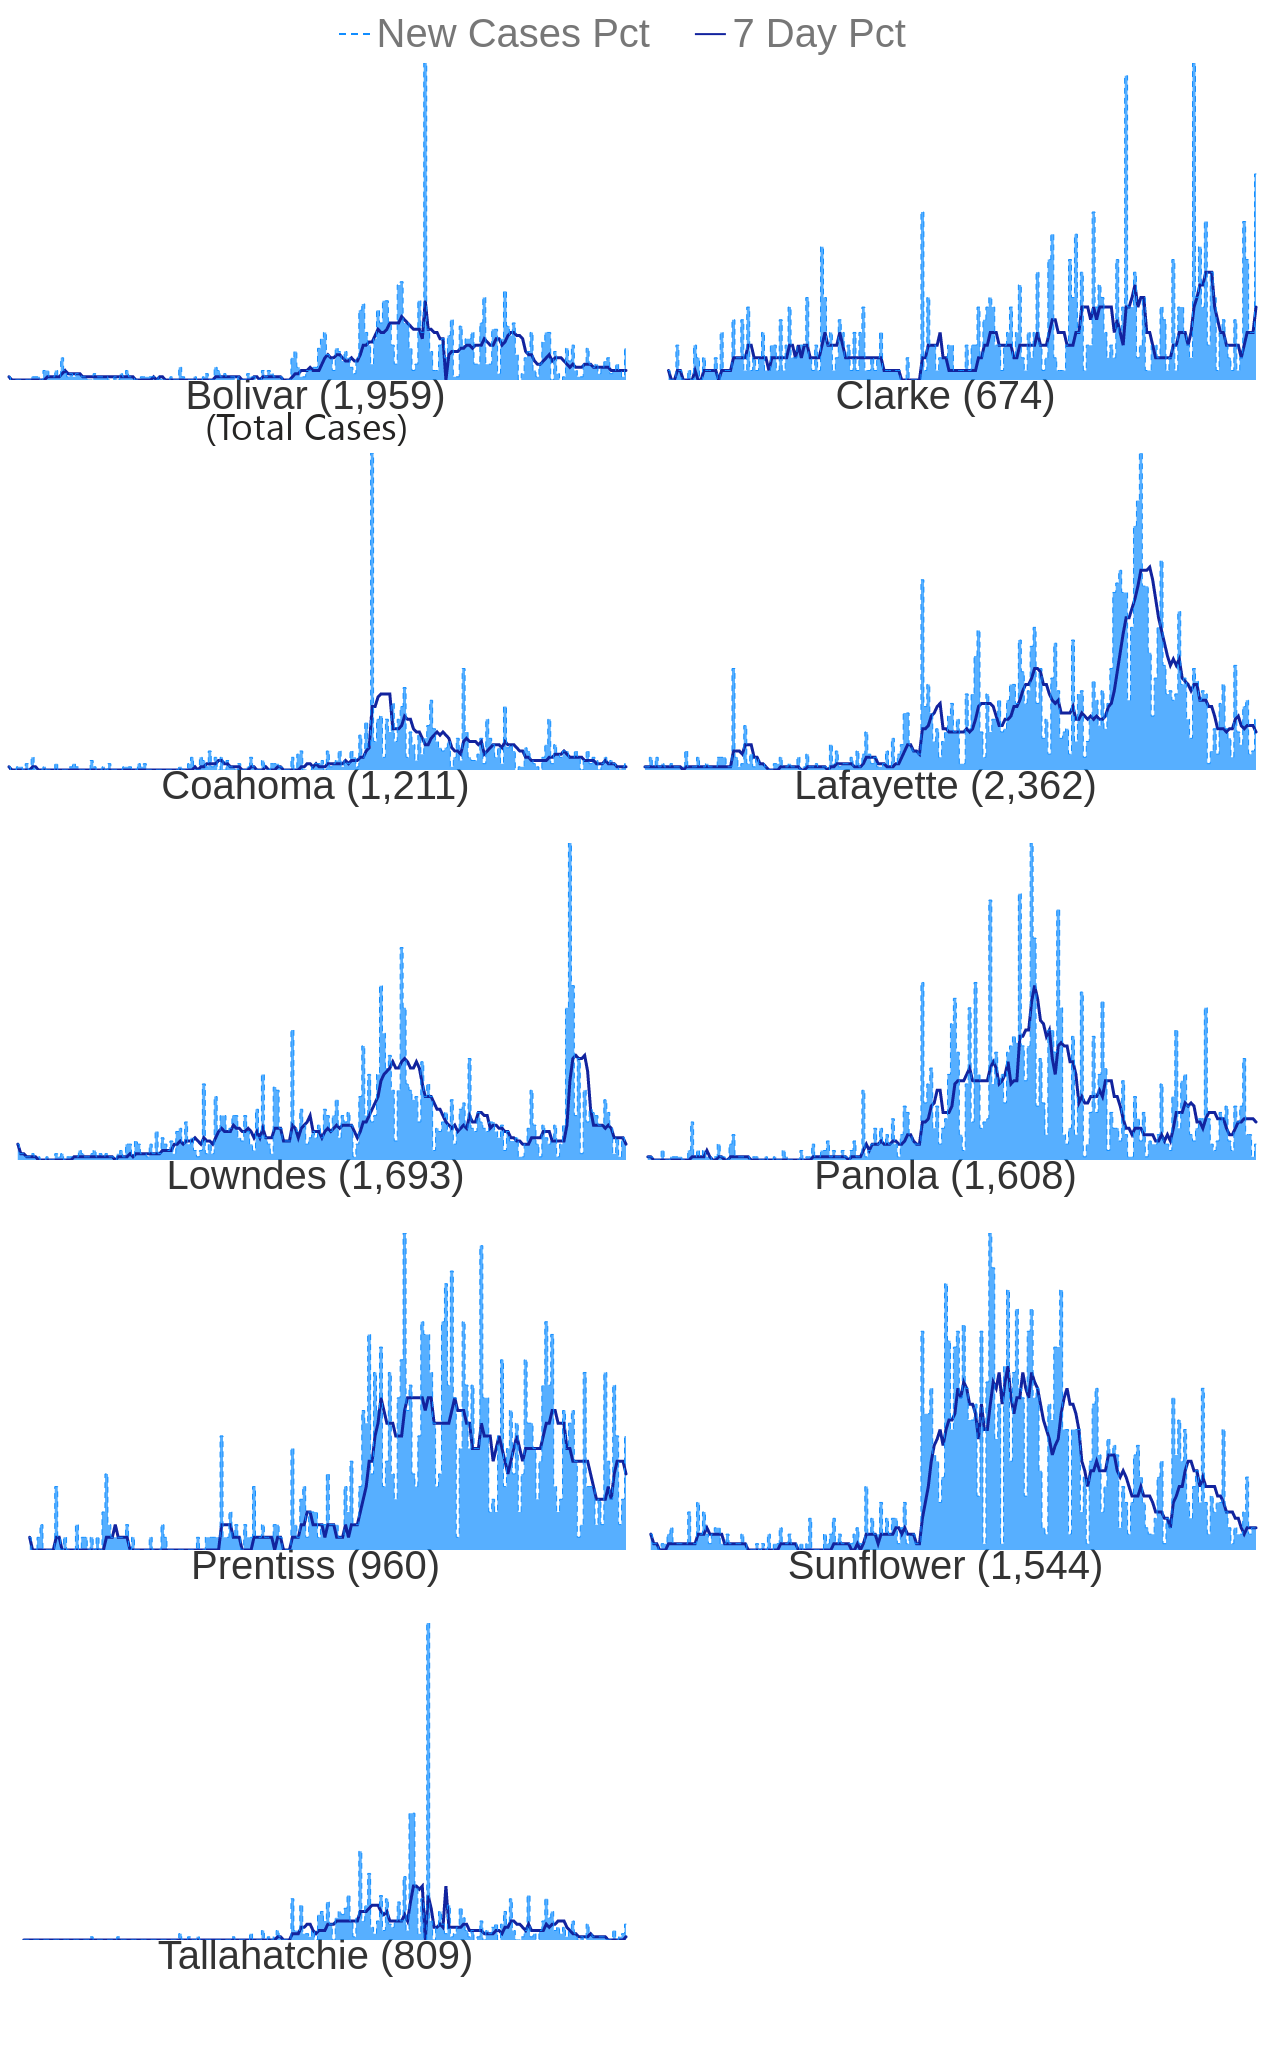 New Cases Pct 7 Day Pct
Bolivar (1,959) Clarke (674)
(Total Cases)
Coahoma (1,211) Lafayette (2,362)
Lowndes (1,693) Panola (1,608)
Prentiss (960) Sunflower (1,544)
Tallahatchie (809)